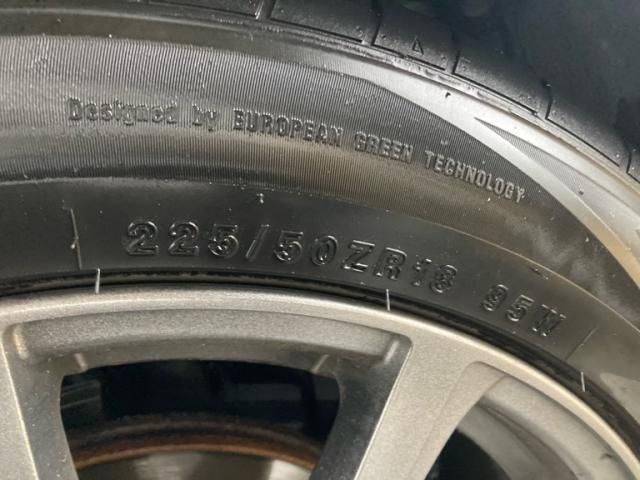 Designed by EUROPEAN GREEN TECHNOLOGY
225/50ZR18 95W